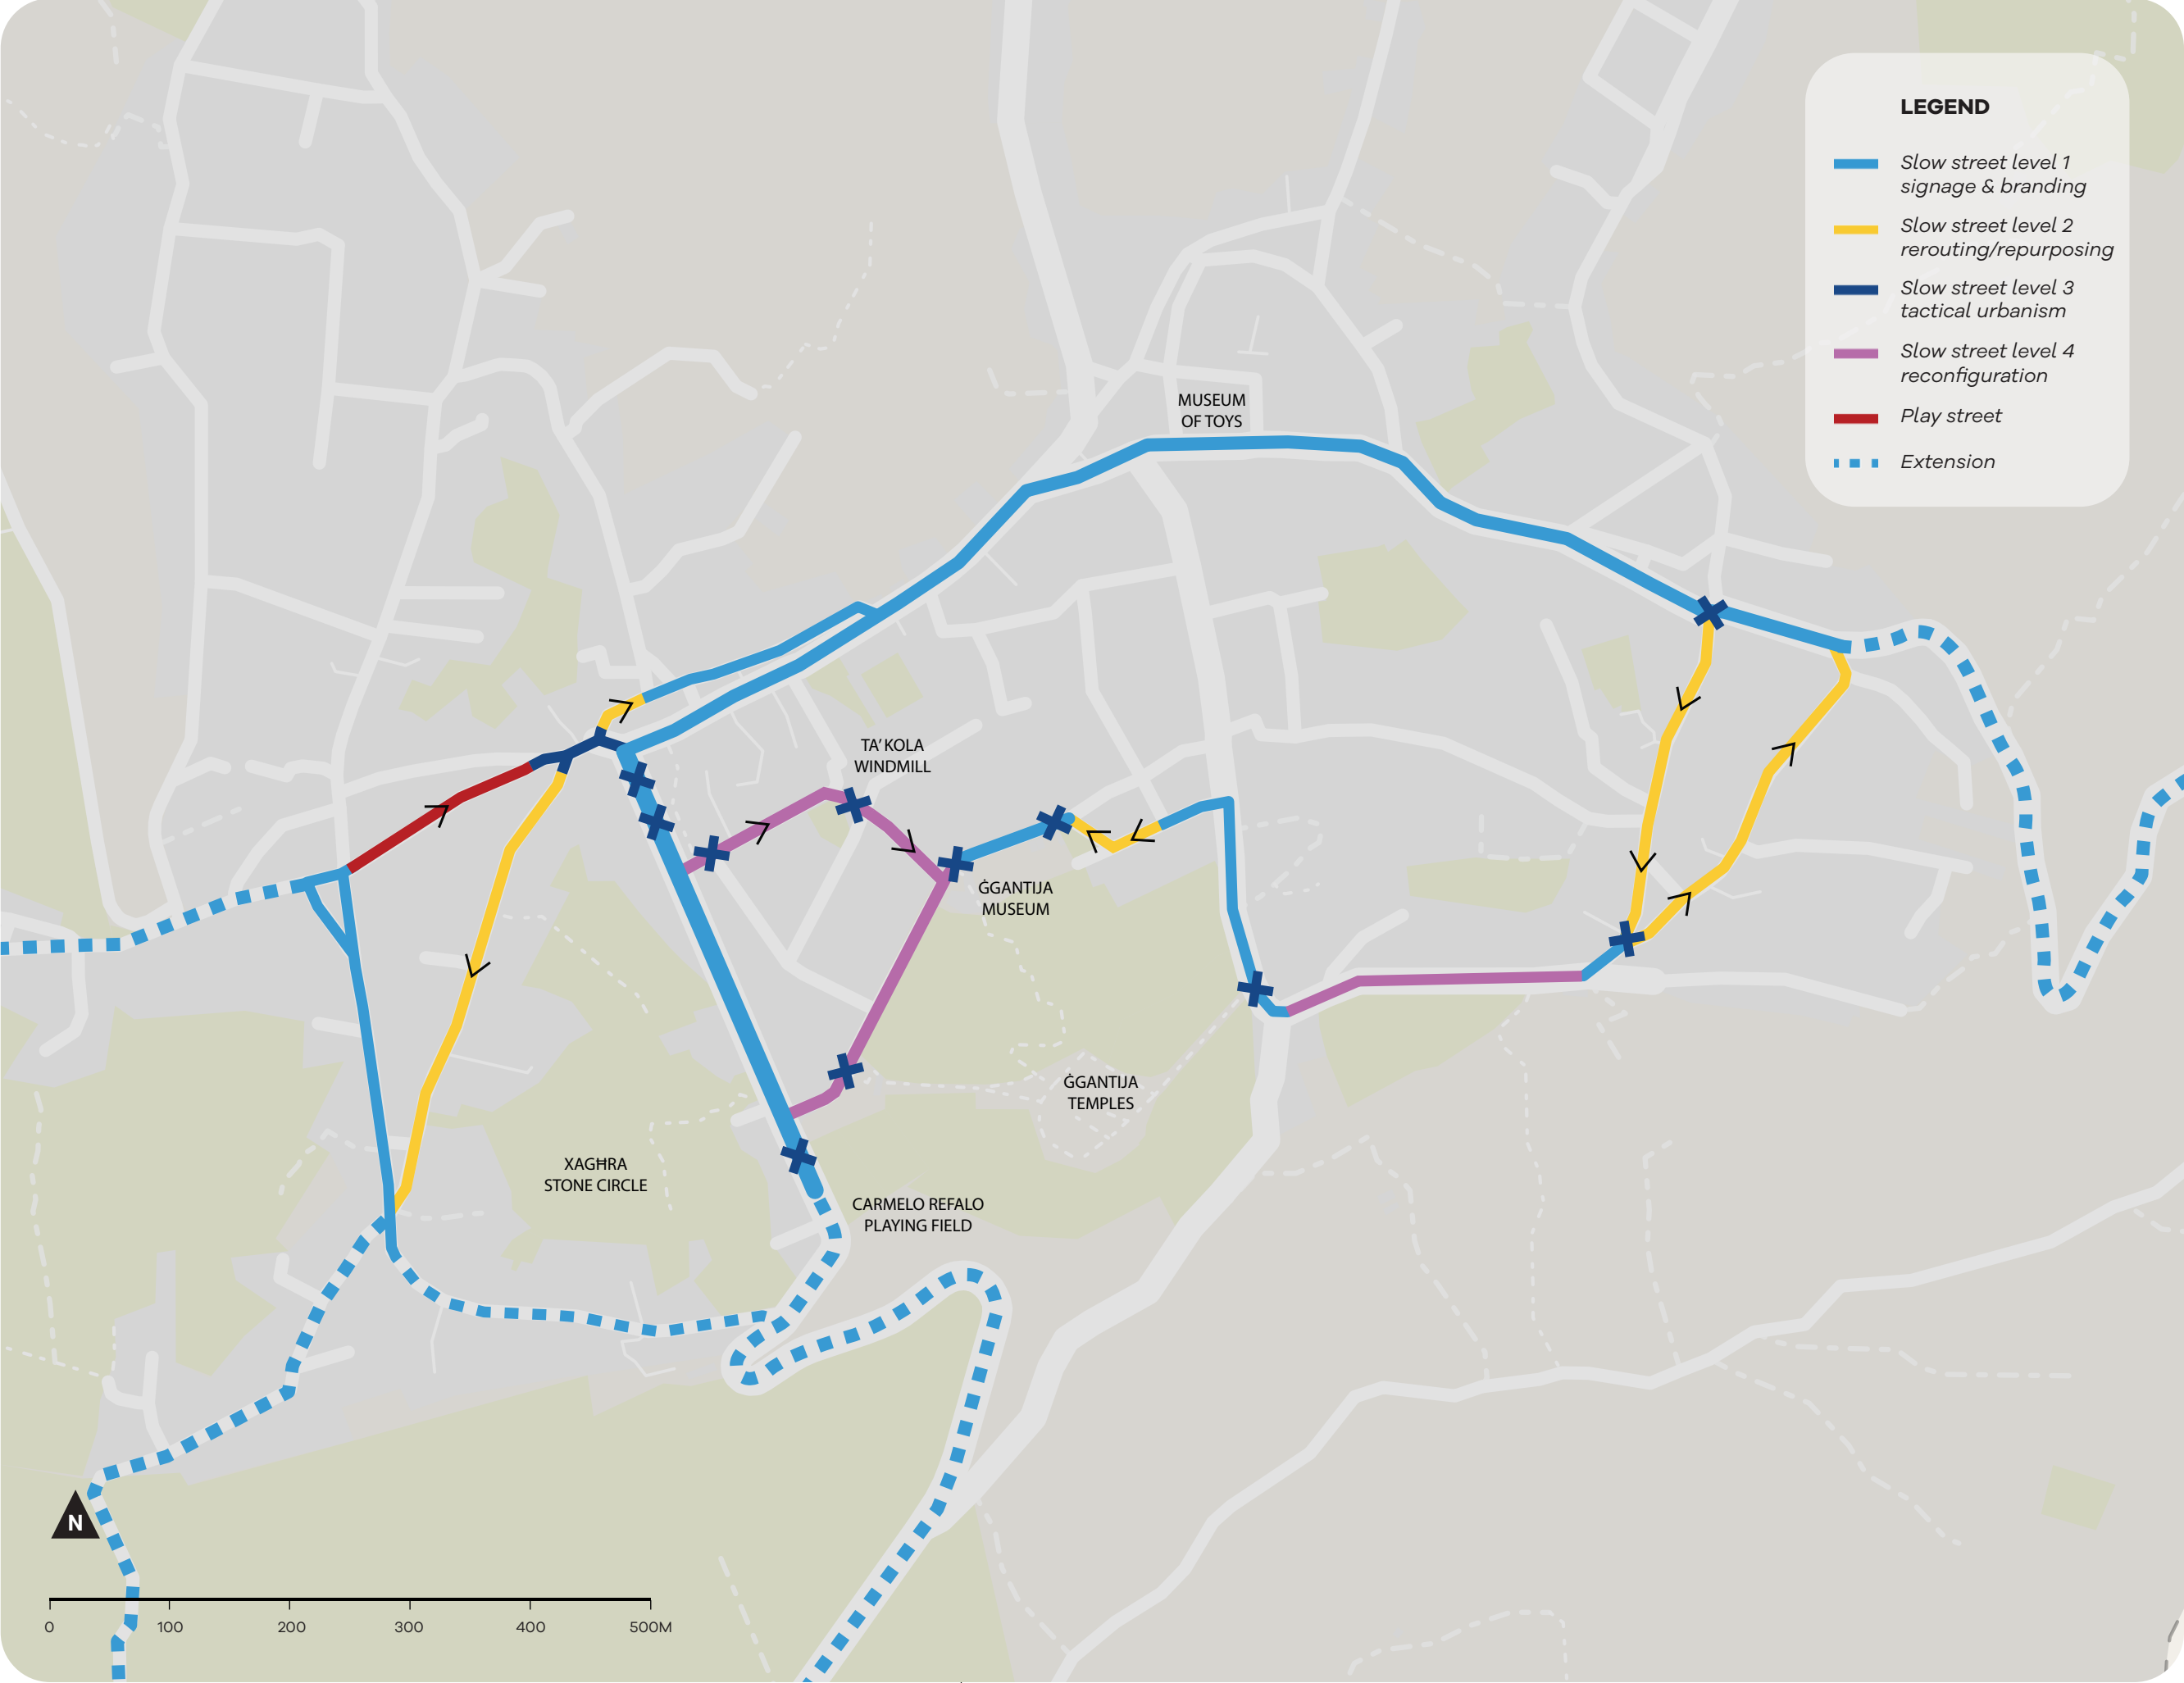 LEGEND
Slow street level 1
signage & branding
Slow street level 2
rerouting/repurposing
Slow street level 3
tactical urbanism
Slow street level 4
reconfiguration
Play street
Extension
MUSEUM
OF TOYS
TA' KOLA
WINDMILL
ĠGANTIJA
MUSEUM
ĠGANTIJA
TEMPLES
XAGĦRA
STONE CIRCLE
CARMELO REFALO
PLAYING FIELD
N
0 100 200 300 400 500M